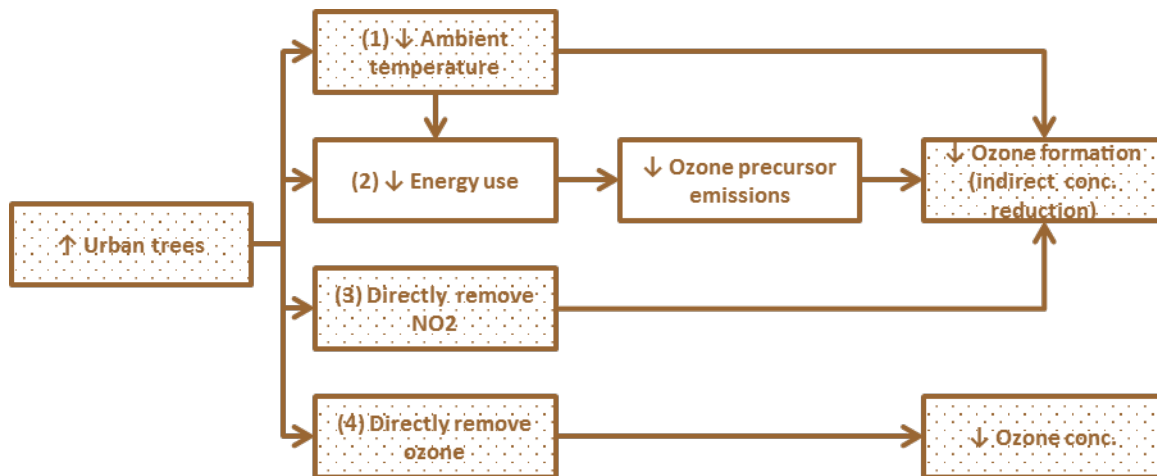 (1) ↓ Ambient
temperature
(2) ↓ Energy use
↓ Ozone precursor
emissions
↓ Ozone formation
(indirect conc.
reduction)
↑ Urban trees
(3) Directly remove
NO2
(4) Directly remove
ozone
↓ Ozone conc.